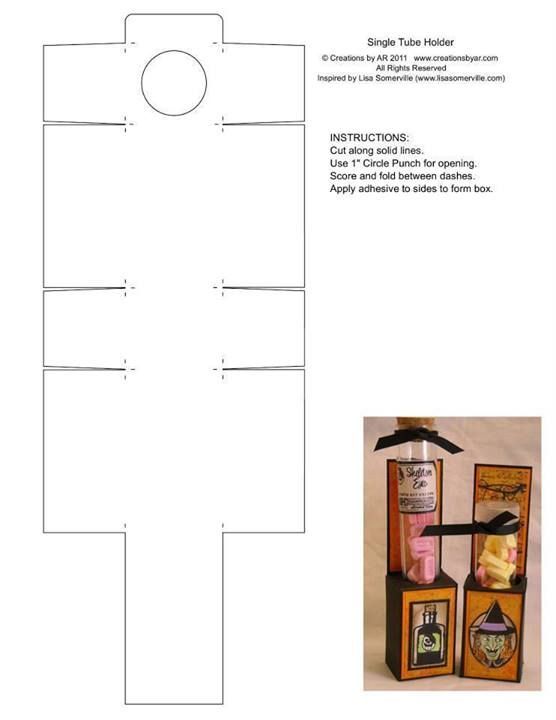 Single Tube Holder
© Creations by AR 2011 www.creationsbyar.com
All Rights Reserved
Inspired by Lisa Somerville (www.lisasomerville.com)
INSTRUCTIONS:
Cut along solid lines.
Use 1" Circle Punch for opening.
Score and fold between dashes.
Apply adhesive to sides to form box.
Skeleton
Eyes